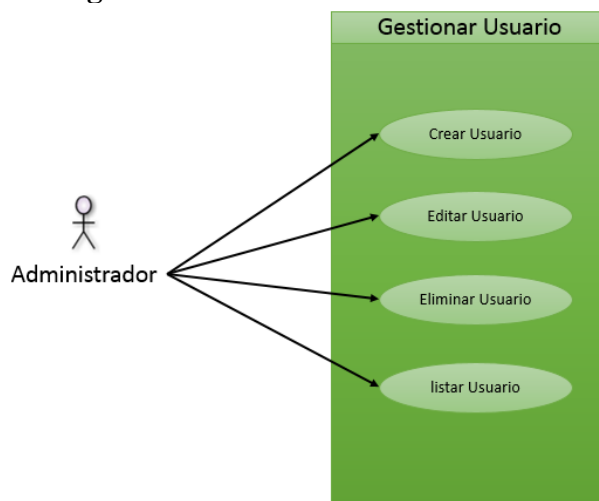 Gestionar Usuario
Crear Usuario
Editar Usuario
Administrador
Eliminar Usuario
listar Usuario